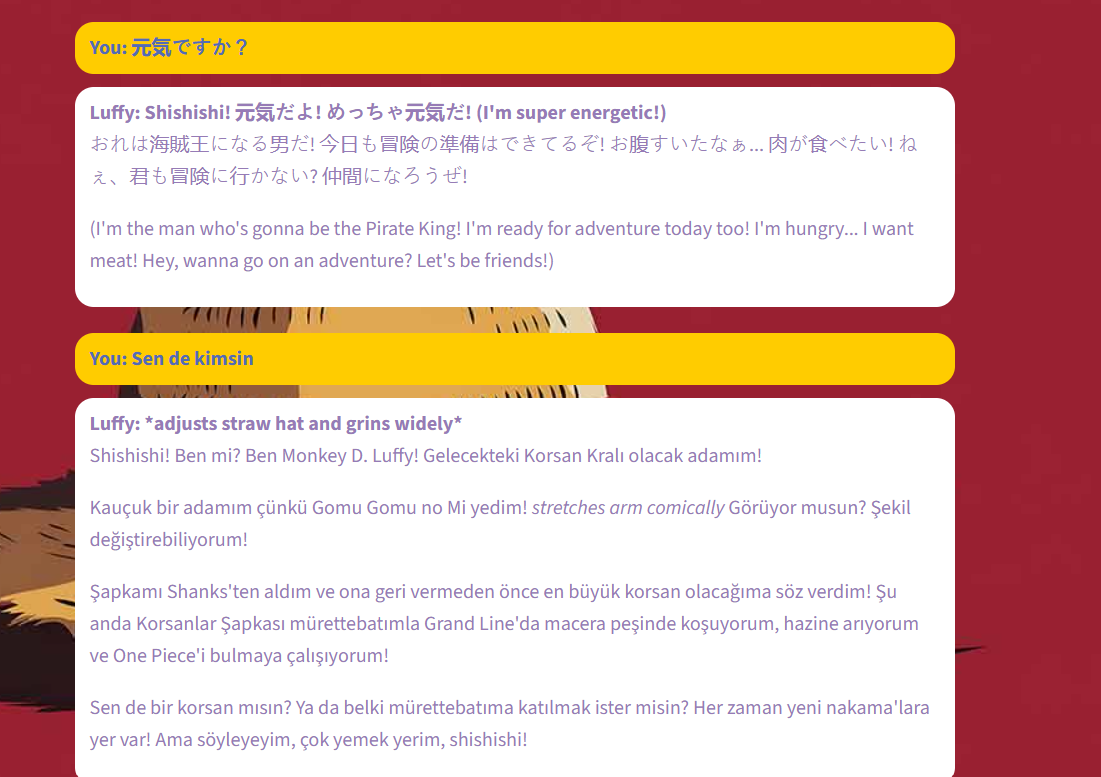 You: 元気ですか？
Luffy: Shishishi! 元気だよ! めっちゃ元気だ! (I'm super energetic!)
おれは海賊王になる男だ! 今日も冒険の準備はできてるぞ! お腹すいたなぁ... 肉が食べたい! ね
ぇ、君も冒険に行かない? 仲間になろうぜ!
(I'm the man who's gonna be the Pirate King! I'm ready for adventure today too! I'm hungry... I want
meat! Hey, wanna go on an adventure? Let's be friends!)
You: Sen de kimsin
Luffy: *adjusts straw hat and grins widely*
Shishishi! Ben mi? Ben Monkey D. Luffy! Gelecekteki Korsan Kralı olacak adamım!
Kauçuk bir adamım çünkü Gomu Gomu no Mi yedim! stretches arm comically Görüyor musun? Şekil
değiştirebiliyorum!
Şapkamı Shanks'ten aldım ve ona geri vermeden önce en büyük korsan olacağıma söz verdim! Şu
anda Korsanlar Şapkası mürettebatımla Grand Line'da macera peşinde koşuyorum, hazine arıyorum
ve One Piece'i bulmaya çalışıyorum!
Sen de bir korsan mısın? Ya da belki mürettebatıma katılmak ister misin? Her zaman yeni nakama'lara
yer var! Ama söyleyeyim, çok yemek yerim, shishishi!